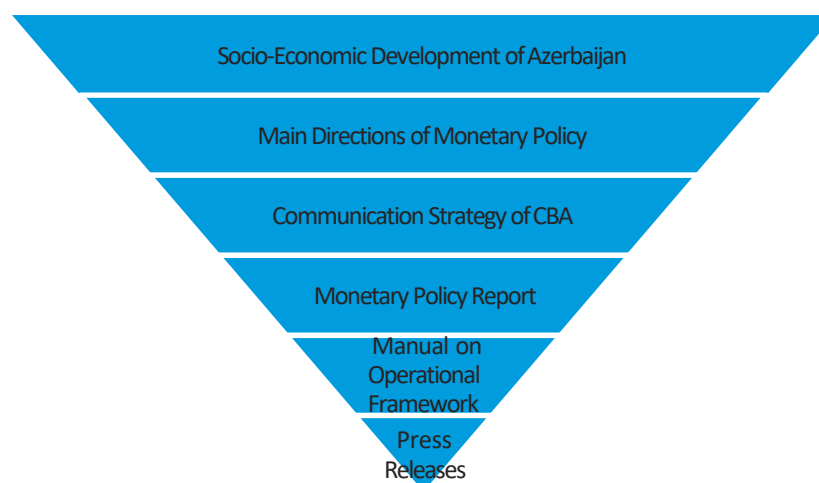 Socio-Economic Development of Azerbaijan
Main Directions of Monetary Policy
Communication Strategy of CBA
Monetary Policy Report
Manual on
Operational
Framework
Press
Releases